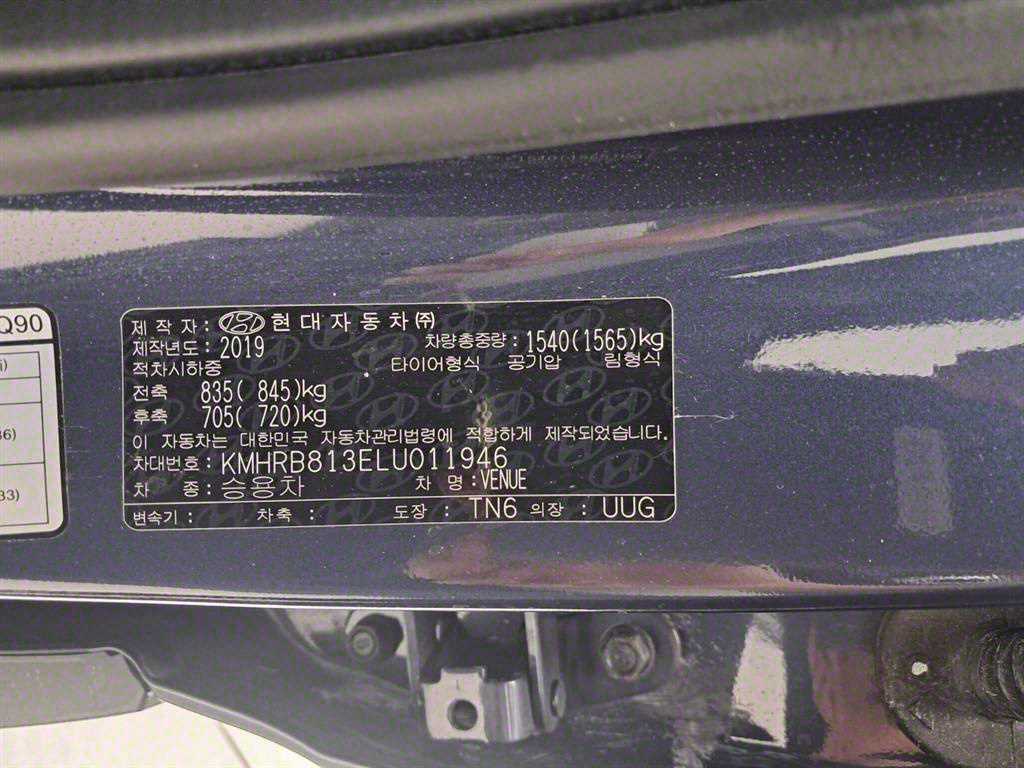 Q90
i)
36)
33)
제 작 자 : 현대자동차㈜
제작년도 : 2019 차량총중량 : 1540(1565)kg
적차시하중 타이어형식 공기압 림형식
전축 835( 845)kg
후축 705( 720)kg
이 자동차는 대한민국 자동차관리법령에 적합하게 제작되었습니다.
차대번호 : KMHRB813ELU011946
차 종 : 승용차 차 명 : VENUE
변속기 : 차축 : 도장 : TN6 의장 : UUG